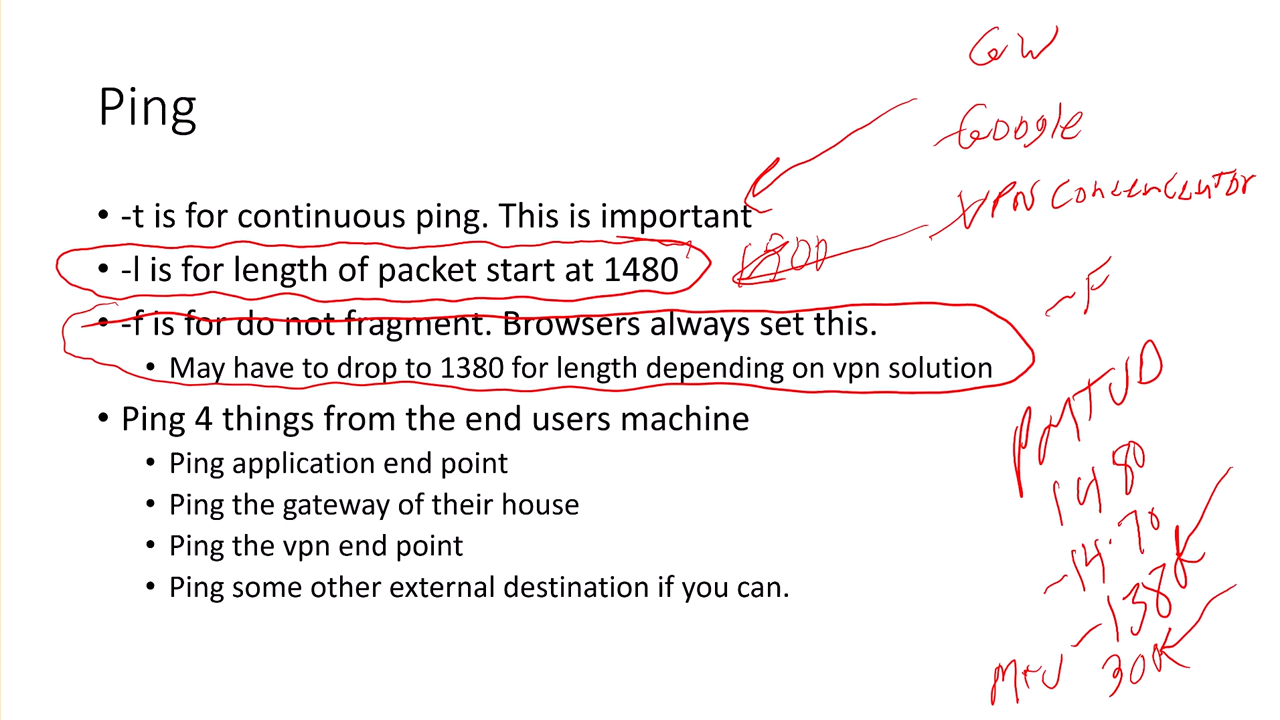 Ping
• -t is for continuous ping. This is important
• -l is for length of packet start at 1480
• -f is for do not fragment. Browsers always set this.
• May have to drop to 1380 for length depending on vpn solution
• Ping 4 things from the end users machine
• Ping application end point
• Ping the gateway of their house
• Ping the vpn end point
• Ping some other external destination if you can.
GW
Google
VPN
-F
PMTUD
1480
MTU